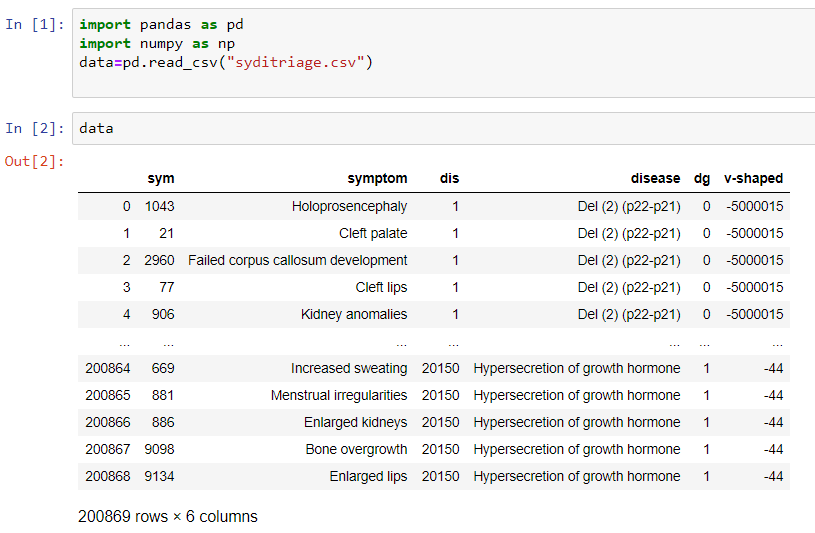 In [1]: import pandas as pd
import numpy as np
data=pd.read_csv("syditriage.csv")
In [2]: data
Out[2]:
sym symptom dis disease dg v-shaped
0 1043 Holoprosencephaly 1 Del (2) (p22-p21) 0 -5000015
1 21 Cleft palate 1 Del (2) (p22-p21) 0 -5000015
2 2960 Failed corpus callosum development 1 Del (2) (p22-p21) 0 -5000015
3 77 Cleft lips 1 Del (2) (p22-p21) 0 -5000015
4 906 Kidney anomalies 1 Del (2) (p22-p21) 0 -5000015
... ... ... ... ... ... ...
200864 669 Increased sweating 20150 Hypersecretion of growth hormone 1 -44
200865 881 Menstrual irregularities 20150 Hypersecretion of growth hormone 1 -44
200866 886 Enlarged kidneys 20150 Hypersecretion of growth hormone 1 -44
200867 9098 Bone overgrowth 20150 Hypersecretion of growth hormone 1 -44
200868 9134 Enlarged lips 20150 Hypersecretion of growth hormone 1 -44
200869 rows × 6 columns